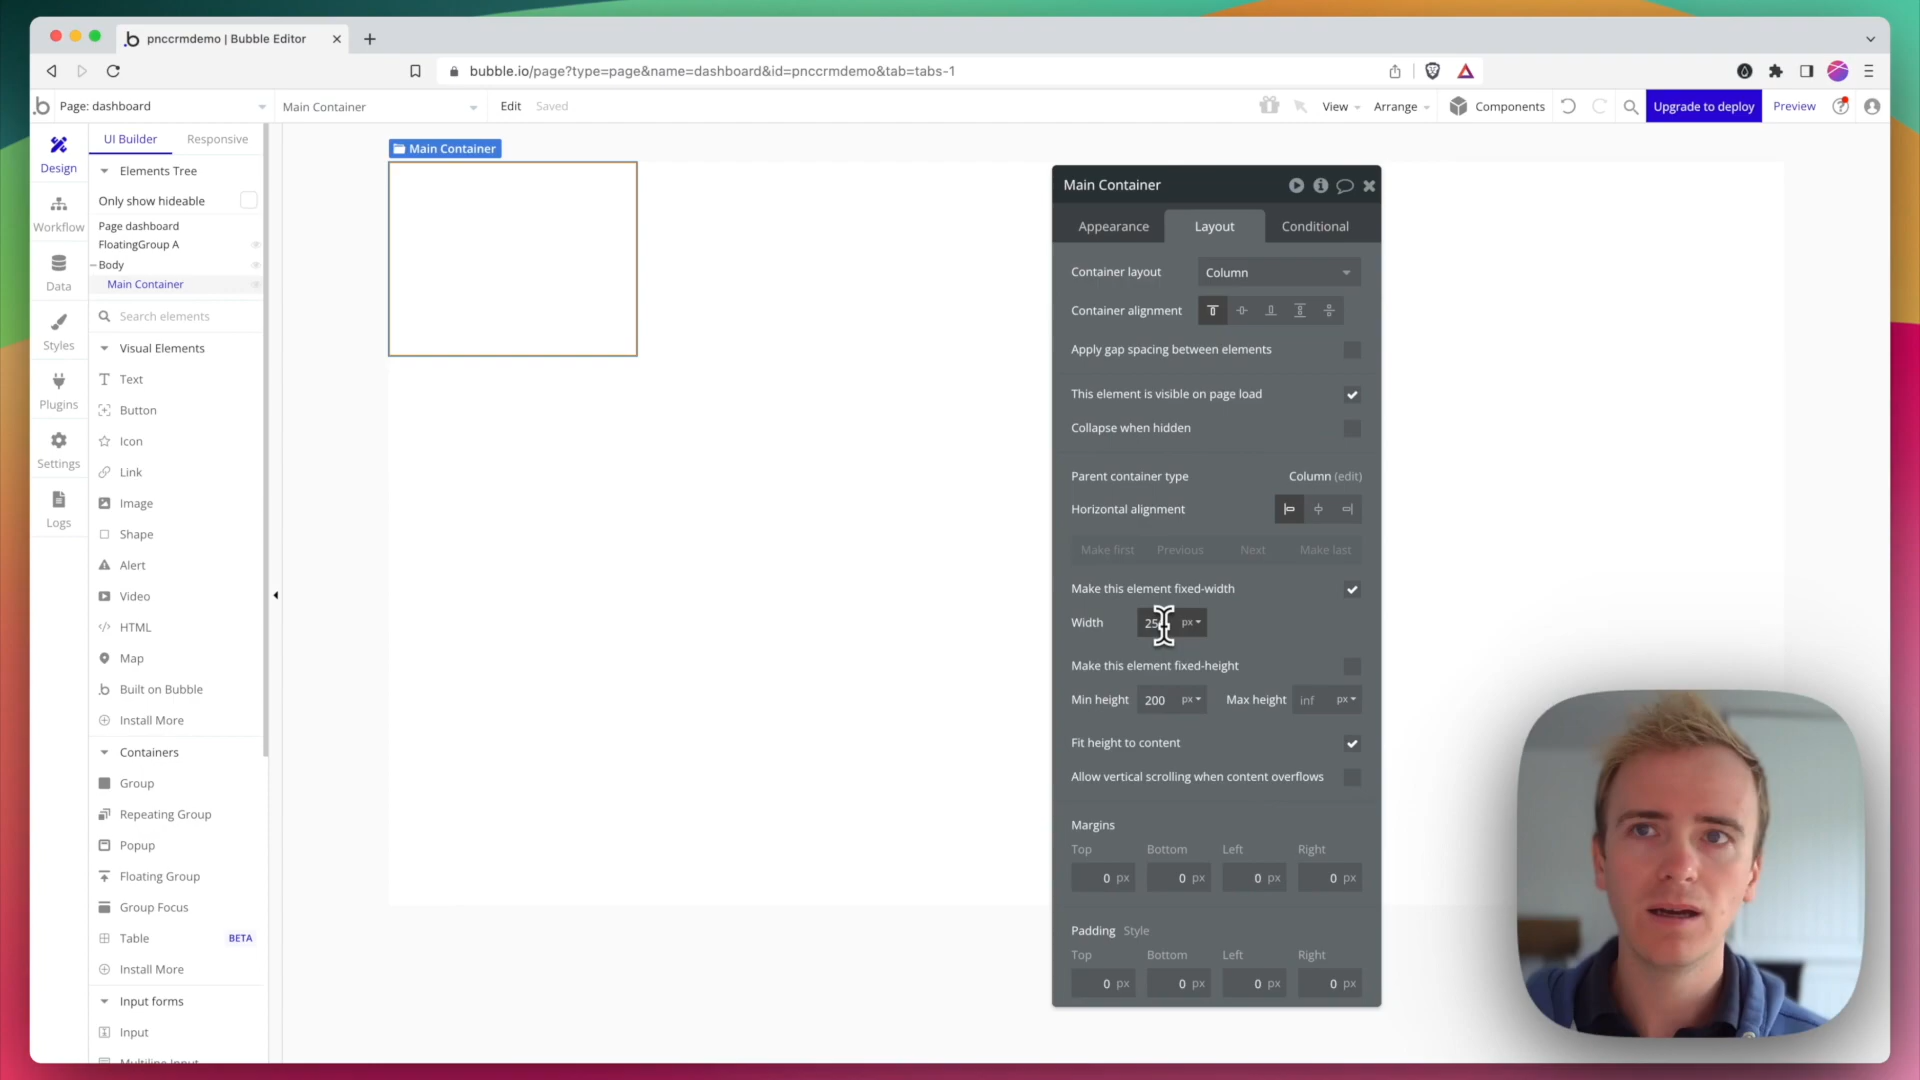 pnccrmdemo | Bubble Editor
bubble.io/page?type=page&name=dashboard&id=pnccrmdemo&tab=tabs-1
Page: dashboard
Main Container
Edit
Saved
View
Arrange
Components
Upgrade to deploy
Preview
Design
Workflow
Data
Styles
Plugins
Settings
Logs
UI Builder
Responsive
Elements Tree
Only show hideable
Page dashboard
FloatingGroup A
Body
Main Container
Search elements
Visual Elements
Text
Button
Icon
Link
Image
Shape
Alert
Video
HTML
Map
Built on Bubble
Install More
Containers
Group
Repeating Group
Popup
Floating Group
Group Focus
Table BETA
Install More
Input forms
Input
Main Container
Main Container
Appearance
Layout
Conditional
Container layout Column
Container alignment
Apply gap spacing between elements
This element is visible on page load
Collapse when hidden
Parent container type Column (edit)
Horizontal alignment
Make first Previous Next Make last
Make this element fixed-width
Width px
Make this element fixed-height
Min height 200 px Max height inf px
Fit height to content
Allow vertical scrolling when content overflows
Margins
Top Bottom Left Right
0 px 0 px 0 px 0 px
Padding Style
Top Bottom Left Right
0 px 0 px 0 px 0 px